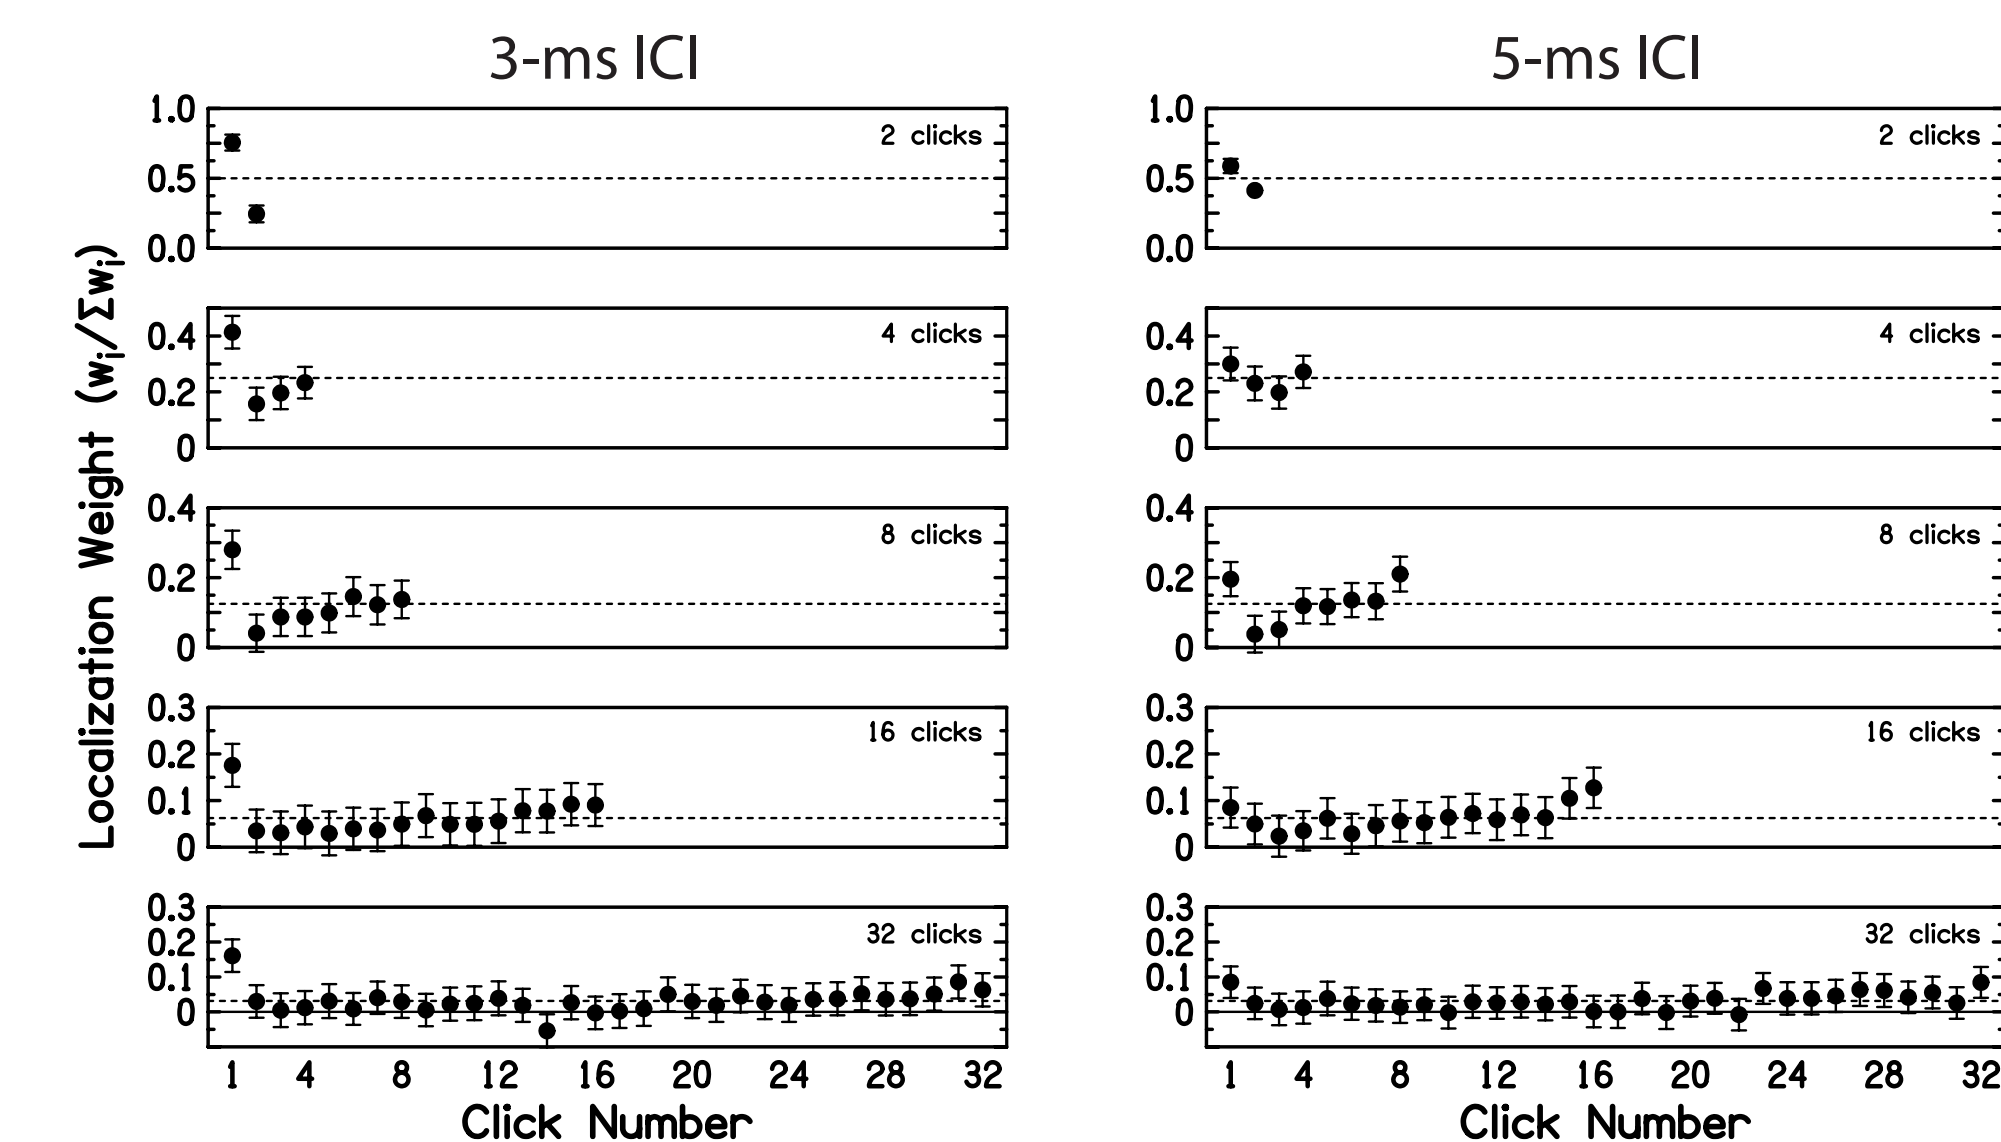 3-ms ICI
5-ms ICI
Localization Weight (wi/Σwi)
1.0
0.5
0.0
2 clicks
1.0
0.5
0.0
2 clicks
0.4
0.2
0
4 clicks
0.4
0.2
0
4 clicks
0.4
0.2
0
8 clicks
0.4
0.2
0
8 clicks
0.3
0.2
0.1
0
16 clicks
0.3
0.2
0.1
0
16 clicks
0.3
0.2
0.1
0
32 clicks
0.3
0.2
0.1
0
32 clicks
1 4 8 12 16 20 24 28 32
1 4 8 12 16 20 24 28 32
Click Number
Click Number